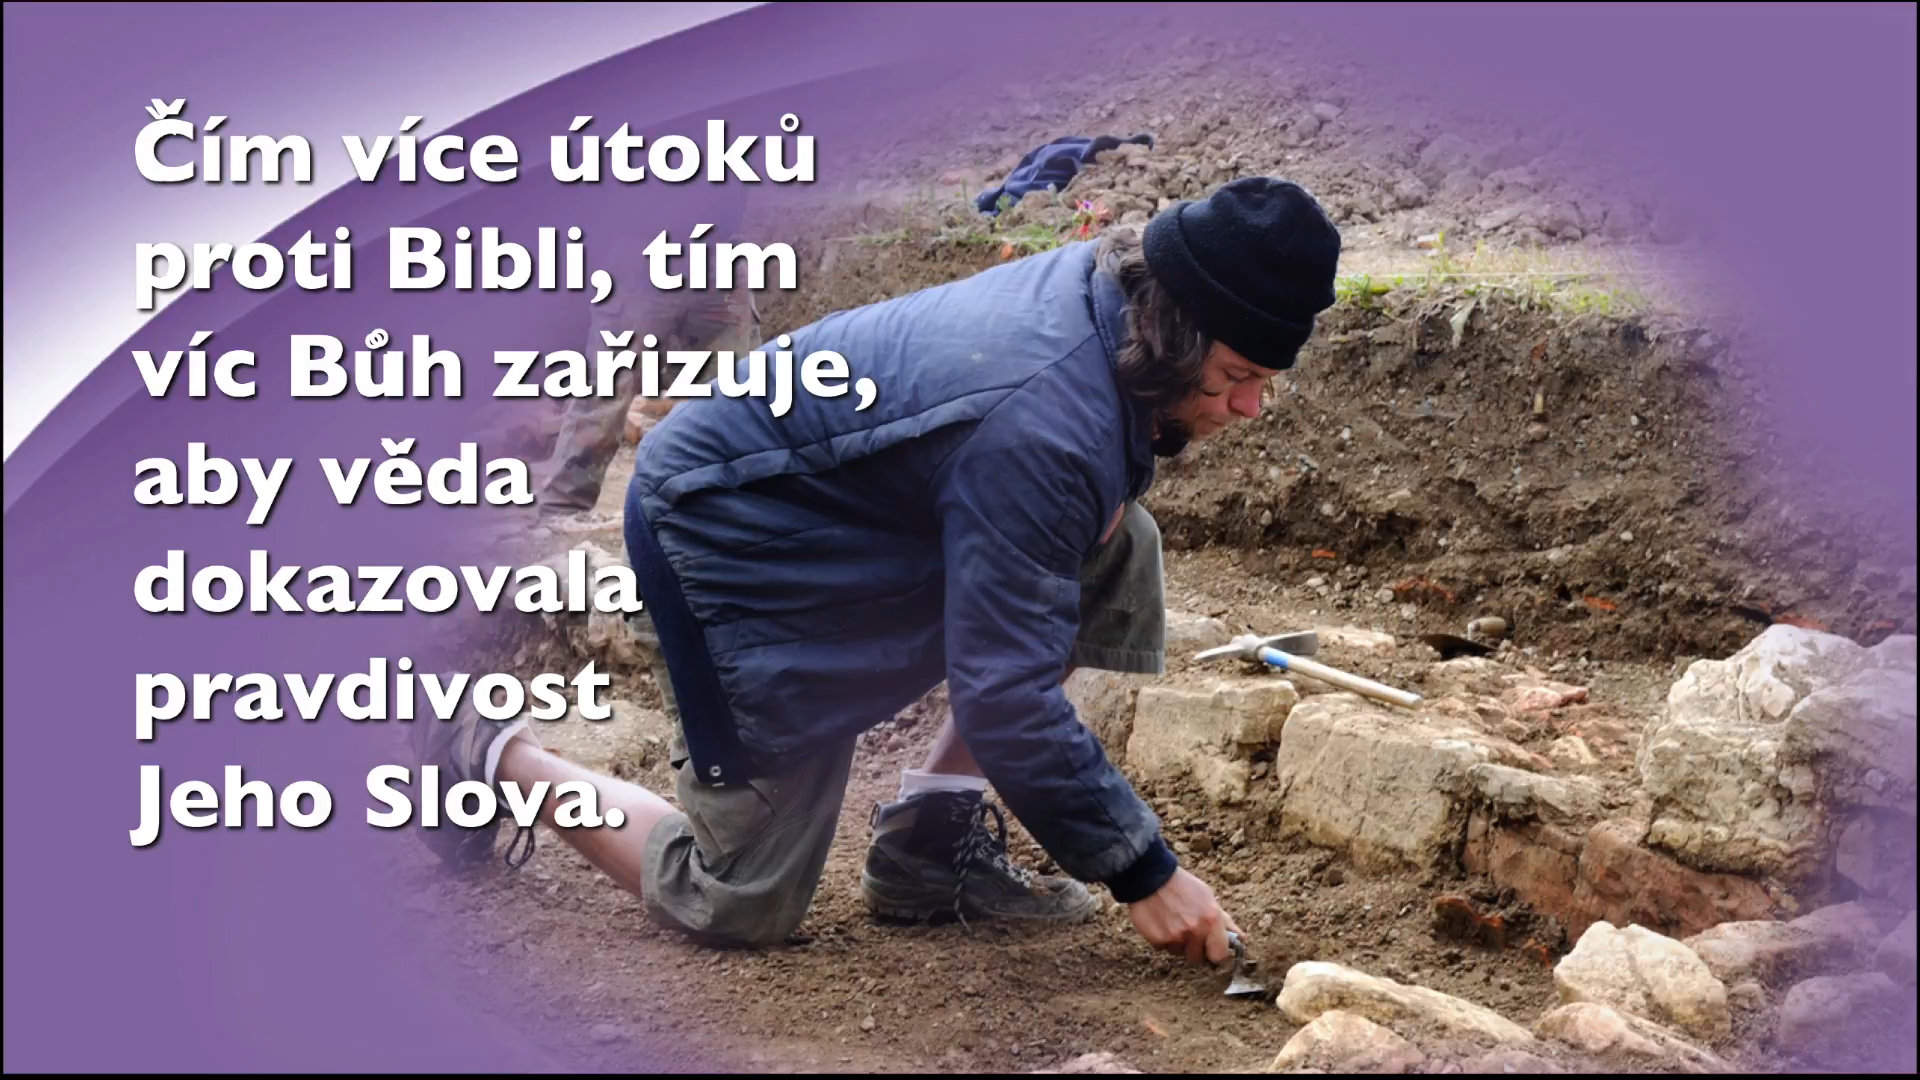 Čím více útoků
proti Bibli, tím
víc Bůh zařizuje,
aby věda
dokazovala
pravdivost
Jeho Slova.